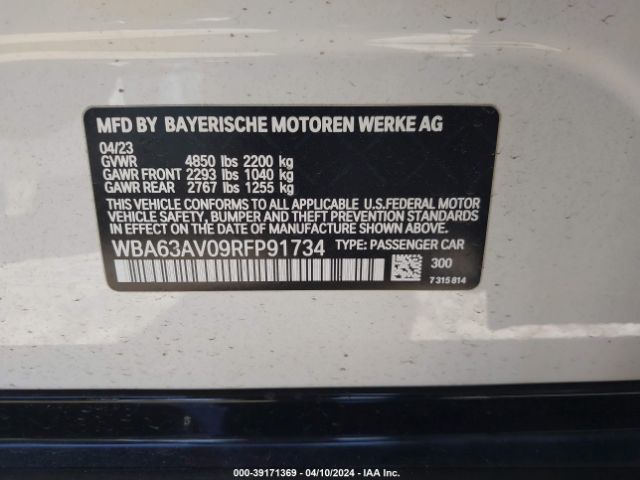 MFD BY BAYERISCHE MOTOREN WERKE AG
04/23
GVWR 4850 lbs 2200 kg
GAWR FRONT 2293 lbs 1040 kg
GAWR REAR 2767 lbs 1255 kg
THIS VEHICLE CONFORMS TO ALL APPLICABLE U.S.FEDERAL MOTOR
VEHICLE SAFETY, BUMPER AND THEFT PREVENTION STANDARDS IN
EFFECT ON THE DATE OF MANUFACTURE SHOWN ABOVE.
WBA63AV09RFP91734 TYPE: PASSENGER CAR
300
7315814
000-39171369 - 04/10/2024 - IAA Inc.